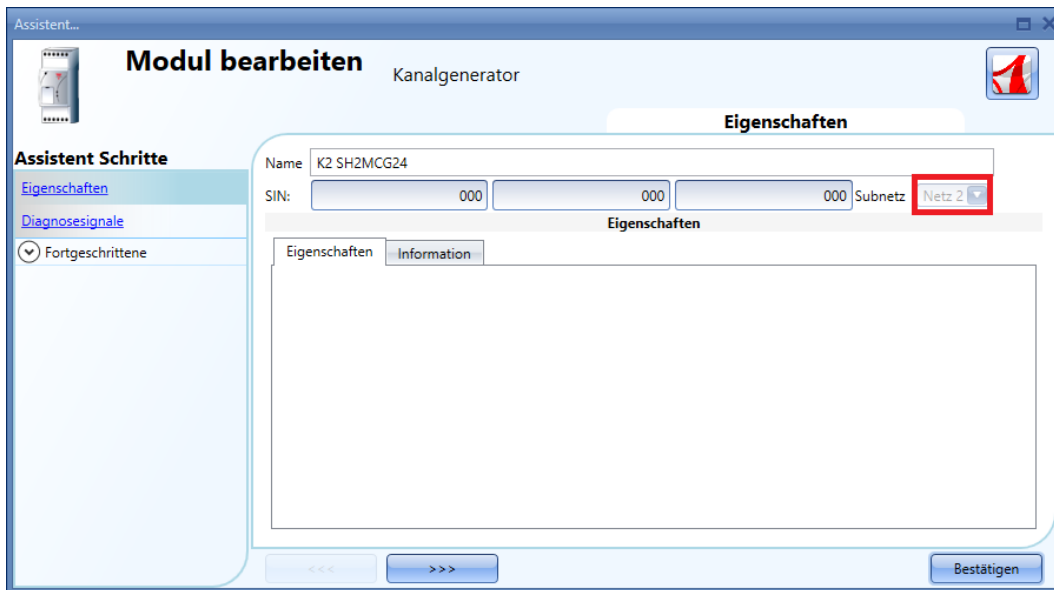 Assistent...
Modul bearbeiten
Kanalgenerator
Eigenschaften
Assistent Schritte
Eigenschaften
Diagnosesignale
Fortgeschrittene
Name K2 SH2MCG24
SIN: 000 000 000 Subnetz Netz 2
Eigenschaften
Eigenschaften Information
<<< >>> Bestätigen